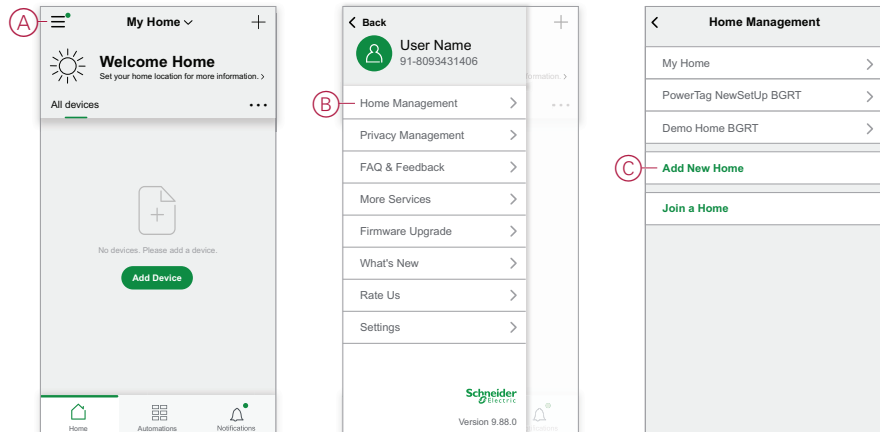 A
My Home
Welcome Home
Set your home location for more information. >
All devices
No devices. Please add a device.
Add Device
Home
Automations
Notifications
Back
User Name
91-8093431406
B
Home Management
Privacy Management
FAQ & Feedback
More Services
Firmware Upgrade
What's New
Rate Us
Settings
Schneider
Electric
Version 9.88.0
rmation. >
Home Management
My Home
PowerTag NewSetUp BGRT
Demo Home BGRT
C
Add New Home
Join a Home